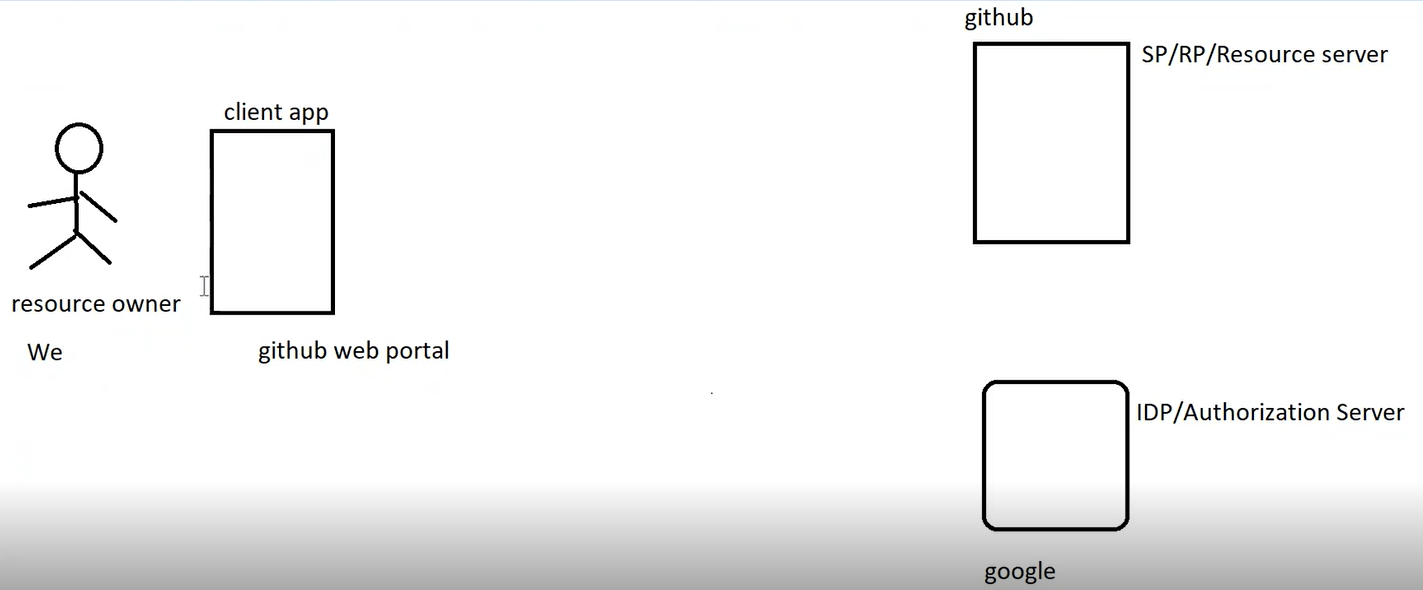 github
SP/RP/Resource server
client app
resource owner
We
github web portal
IDP/Authorization Server
google